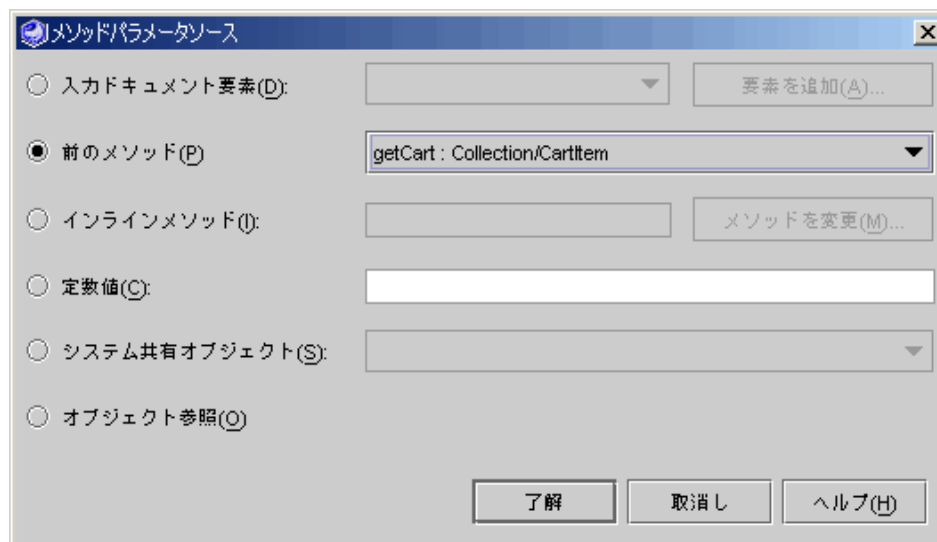 メソッドパラメータソース
入力ドキュメント要素(D):
要素を追加(A)...
前のメソッド(P)
getCart : Collection/CartItem
インラインメソッド(I):
メソッドを変更(M)...
定数値(C):
システム共有オブジェクト(S):
オブジェクト参照(O)
了解
取消し
ヘルプ(H)